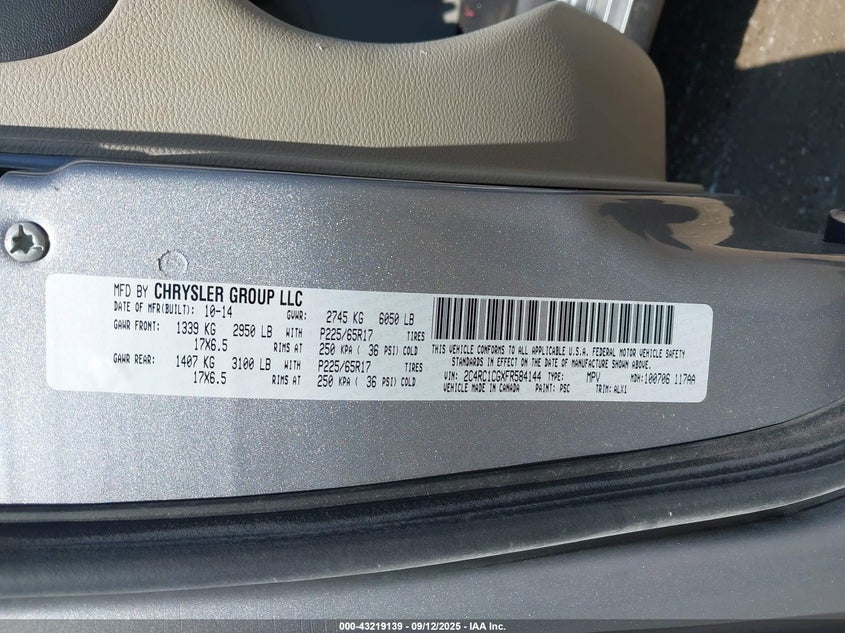 MFD BY CHRYSLER GROUP LLC
DATE OF MFR(BUILT): 10-14 GVWR: 2745 KG 6050 LB
GAWR FRONT: 1339 KG 2950 LB WITH P225/65R17 TIRES
17X6.5 RIMS AT 250 KPA ( 36 PSI) COLD
GAWR REAR: 1407 KG 3100 LB WITH P225/65R17 TIRES
17X6.5 RIMS AT 250 KPA ( 36 PSI) COLD
THIS VEHICLE CONFORMS TO ALL APPLICABLE U.S.A. FEDERAL MOTOR VEHICLE SAFETY
STANDARDS IN EFFECT ON THE DATE OF MANUFACTURE SHOWN ABOVE.
VIN: 2C4RC1CGXFR584144 TYPE: MPV MDH: 100706 117AA
VEHICLE MADE IN CANADA PAINT: PSC TRIM: ALX1
000-43219139 - 09/12/2025 - IAA Inc.